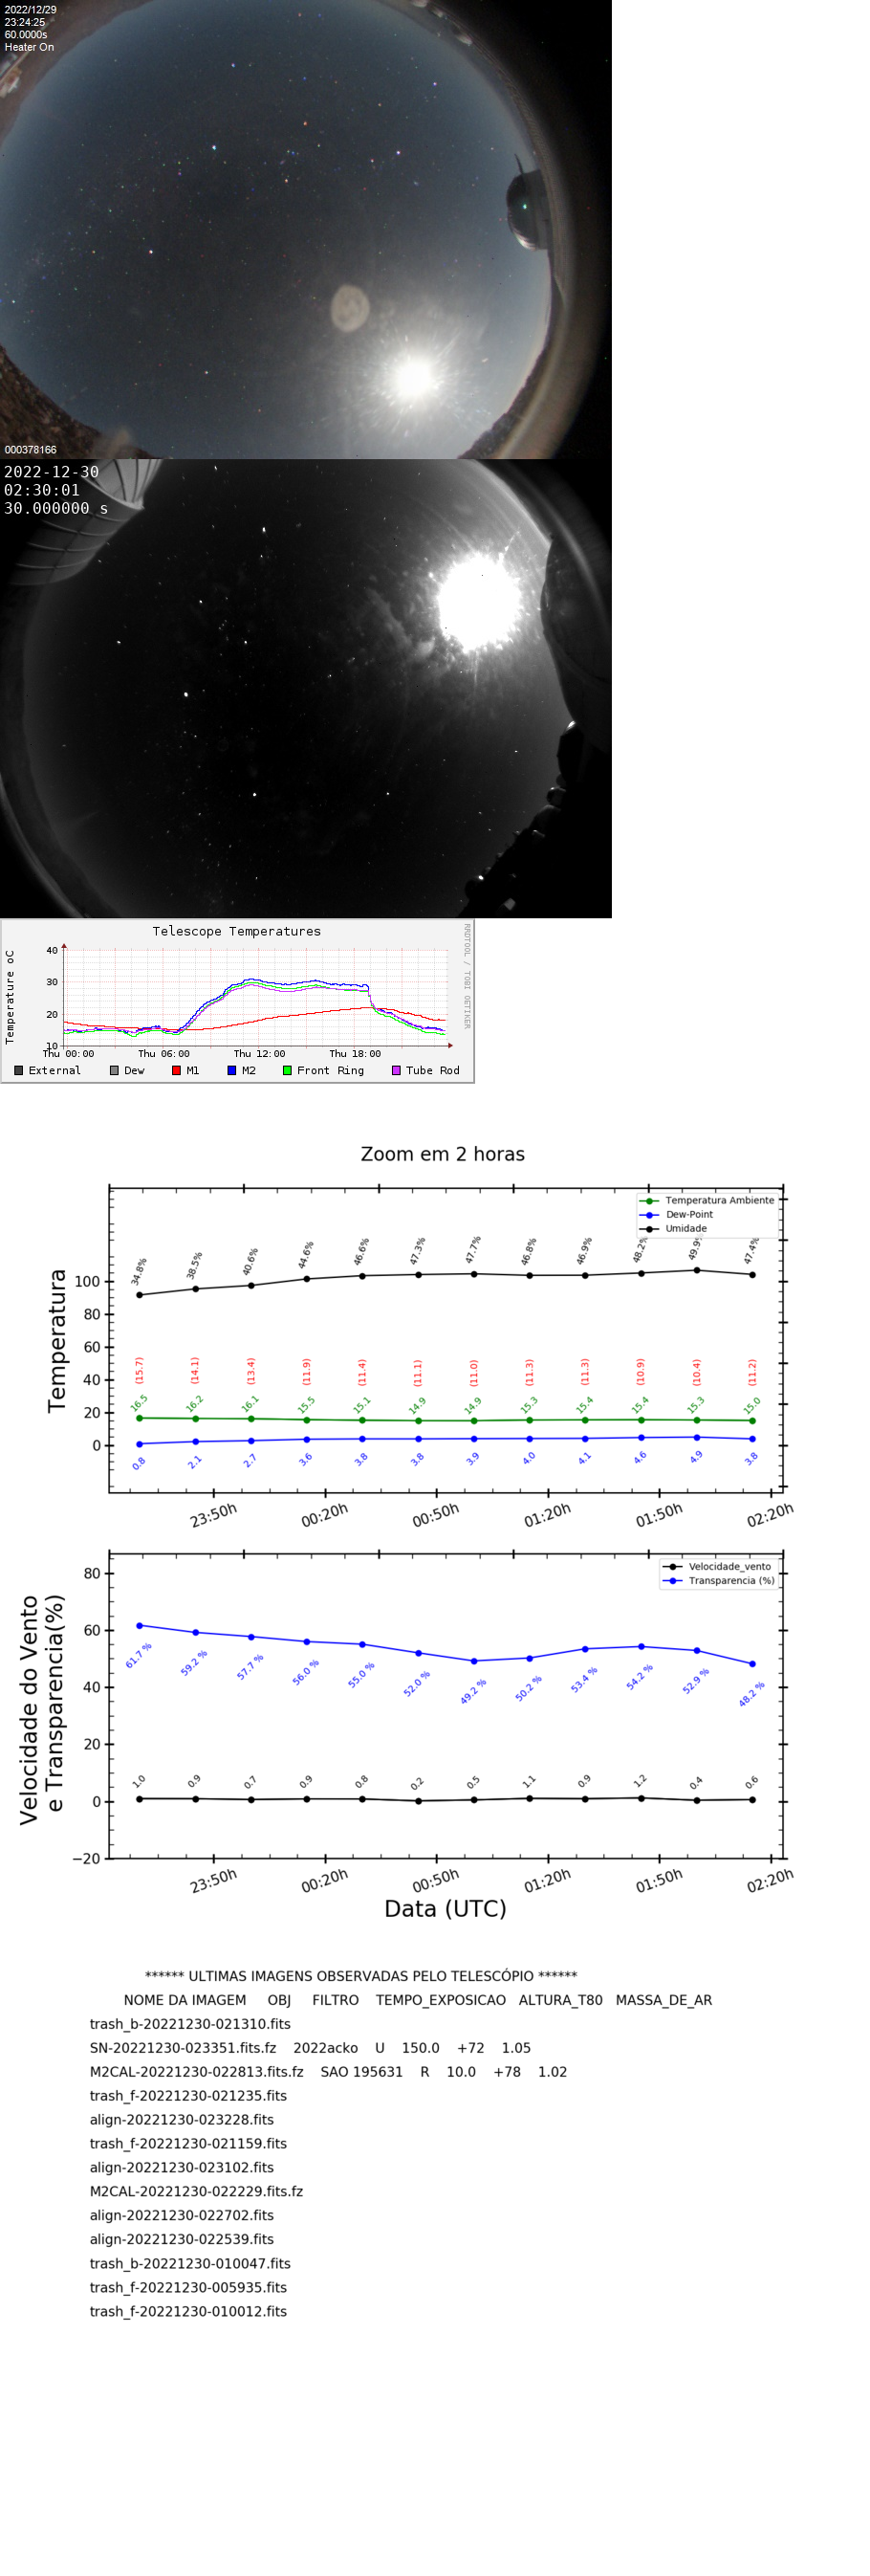 2022/12/29
23:24:25
60.0000s
Heater On
000378166
2022-12-30
02:30:01
30.000000 s
Telescope Temperatures
RRDTOOL / TOBI OETIKER
Temperature oC
40
30
20
10
Thu 00:00 Thu 06:00 Thu 12:00 Thu 18:00
External Dew M1 M2 Front Ring Tube Rod
Zoom em 2 horas
Temperatura Ambiente
Dew-Point
Umidade
Temperatura
100
80
60
40
20
0
34.8% 38.5% 40.6% 44.6% 46.6% 47.3% 47.7% 46.8% 46.9% 48.2% 49.9% 47.4%
(15.7) (14.1) (13.4) (11.9) (11.4) (11.1) (11.0) (11.3) (11.3) (10.9) (10.4) (11.2)
16.5 16.2 16.1 15.5 15.1 14.9 14.9 15.3 15.4 15.4 15.3 15.0
0.8 2.1 2.7 3.6 3.8 3.8 3.9 4.0 4.1 4.6 4.9 3.8
23:50h 00:20h 00:50h 01:20h 01:50h 02:20h
Velocidade_vento
Transparencia (%)
Velocidade do Vento
e Transparencia(%)
80
60
40
20
0
−20
61.7 % 59.2 % 57.7 % 56.0 % 55.0 % 52.0 % 49.2 % 50.2 % 53.4 % 54.2 % 52.9 % 48.2 %
1.0 0.9 0.7 0.9 0.8 0.2 0.5 1.1 0.9 1.2 0.4 0.6
23:50h 00:20h 00:50h 01:20h 01:50h 02:20h
Data (UTC)
****** ULTIMAS IMAGENS OBSERVADAS PELO TELESCÓPIO ******
NOME DA IMAGEM OBJ FILTRO TEMPO_EXPOSICAO ALTURA_T80 MASSA_DE_AR
trash_b-20221230-021310.fits
SN-20221230-023351.fits.fz 2022acko U 150.0 +72 1.05
M2CAL-20221230-022813.fits.fz SAO 195631 R 10.0 +78 1.02
trash_f-20221230-021235.fits
align-20221230-023228.fits
trash_f-20221230-021159.fits
align-20221230-023102.fits
M2CAL-20221230-022229.fits.fz
align-20221230-022702.fits
align-20221230-022539.fits
trash_b-20221230-010047.fits
trash_f-20221230-005935.fits
trash_f-20221230-010012.fits